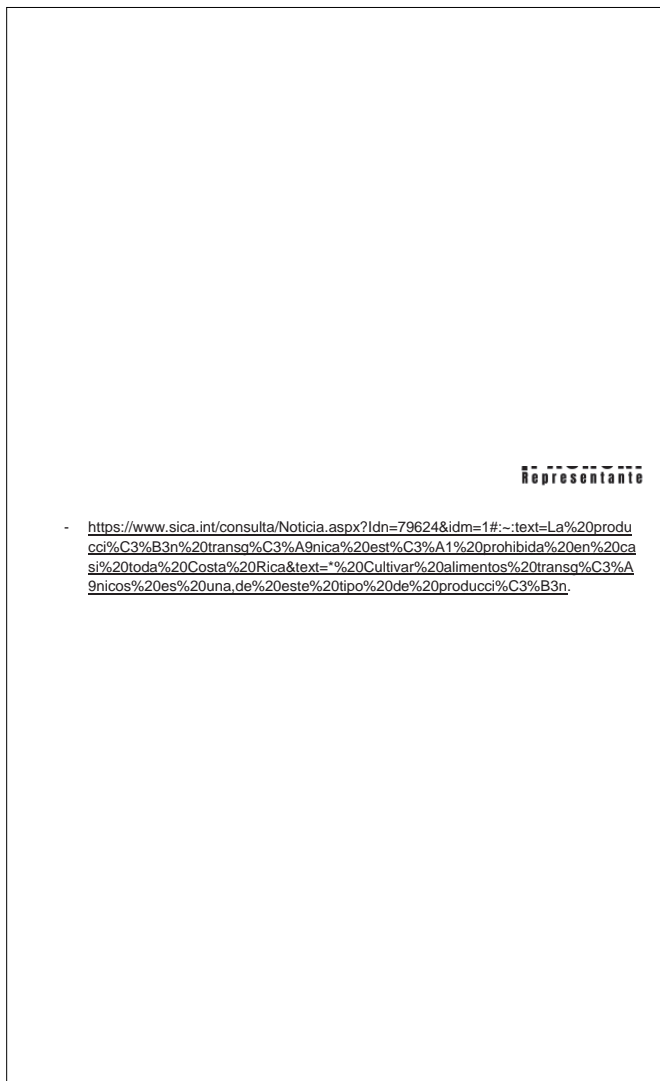 Representante
- https://www.sica.int/consulta/Noticia.aspx?Idn=79624&idm=1#:~:text=La%20produ
cci%C3%B3n%20transg%C3%A9nica%20est%C3%A1%20prohibida%20en%20ca
si%20toda%20Costa%20Rica&text=*%20Cultivar%20alimentos%20transg%C3%A
9nicos%20es%20una,de%20este%20tipo%20de%20producci%C3%B3n.